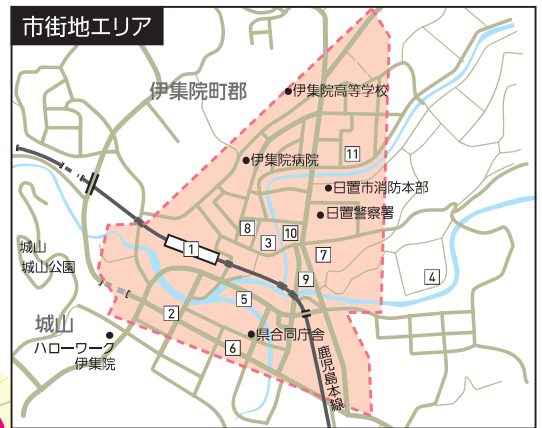 市街地エリア
伊集院町郡
伊集院高等学校
11
伊集院病院
日置市消防本部
日置警察署
8
3
10
7
1
城山
城山公園
9
4
5
2
城山
県合同庁舎
ハローワーク
伊集院
6
鹿児島本線